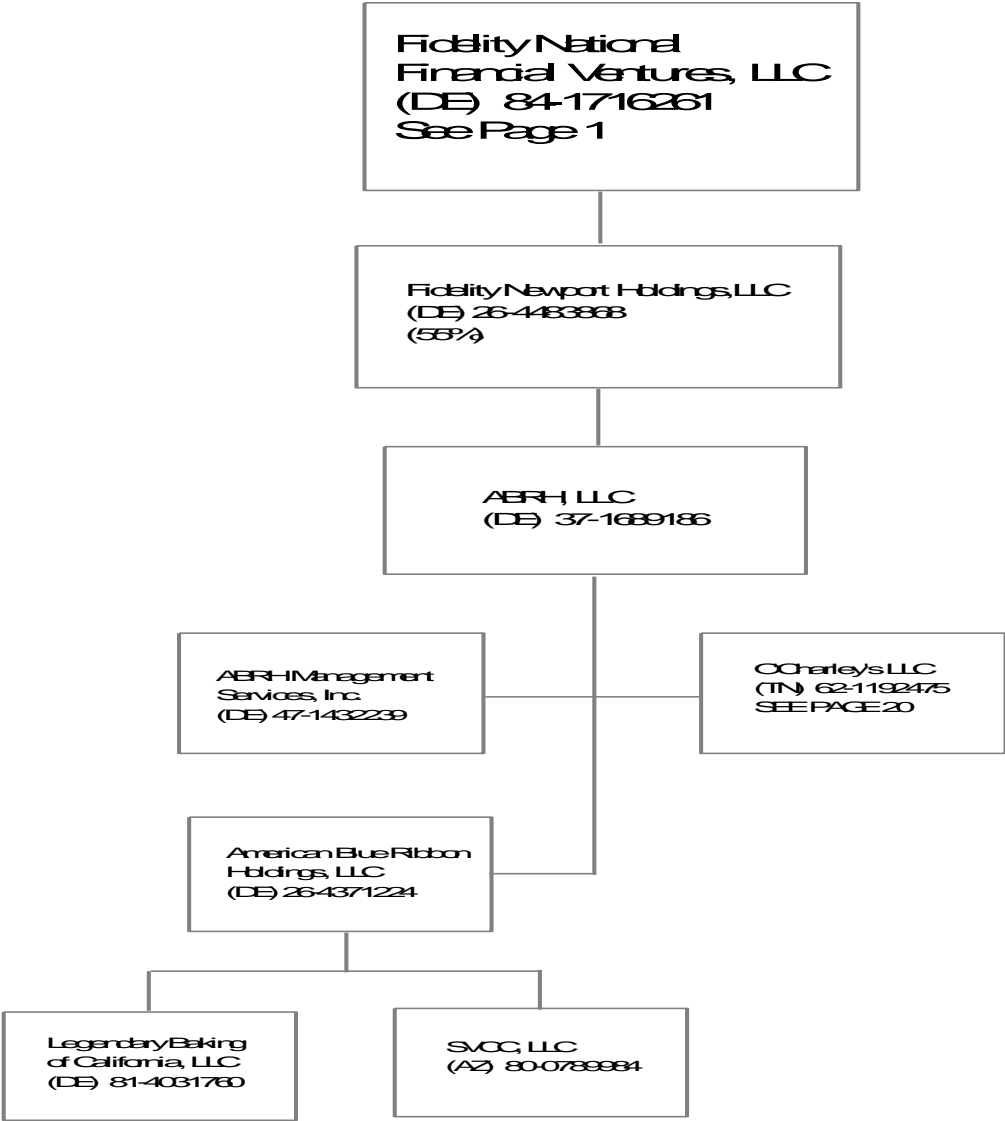 Fidelity National
Financial Ventures, LLC
(DE) 84-1716261
See Page 1
Fidelity Newport Holdings,LLC
(DE) 26-4483868
(55%)
ABRH, LLC
(DE) 37-1689186
ABRH Management
Services, Inc.
(DE) 47-1432239
O'Charley's LLC
(TN) 62-1192475
SEE PAGE 20
American Blue Ribbon
Holdings, LLC
(DE) 26-4371224
Legendary Baking
of California, LLC
(DE) 81-4031760
SVCC, LLC
(AZ) 80-0789984